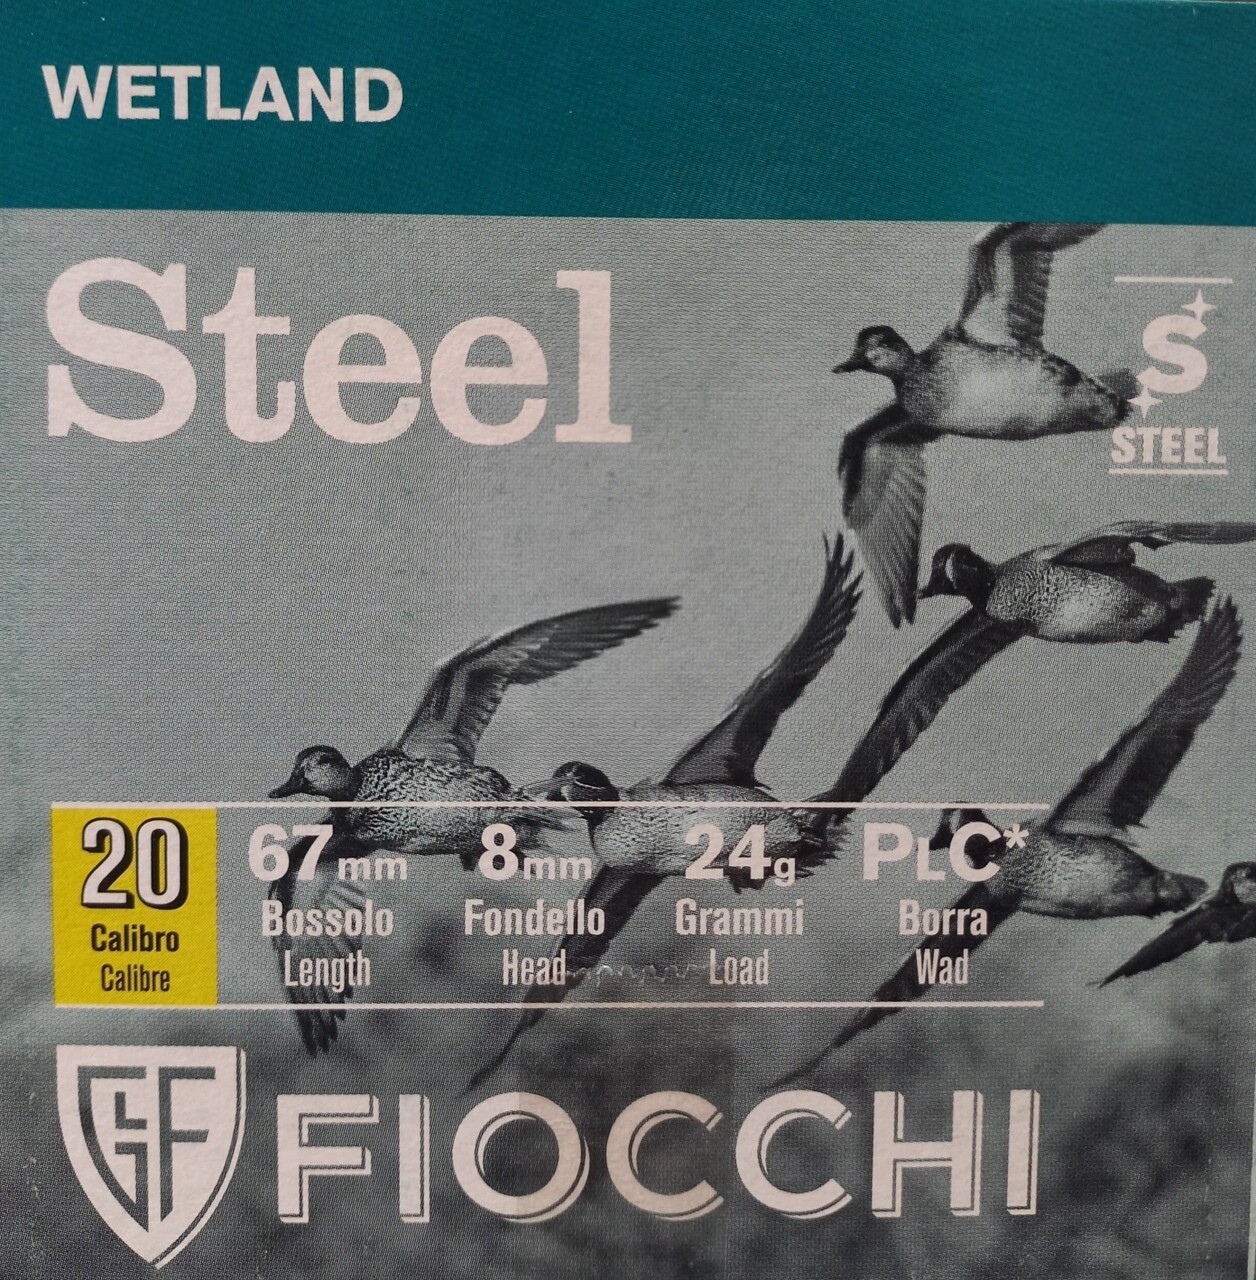 WETLAND
Steel
S
STEEL
20
Calibro
Calibre
67mm
Bossolo
Length
8mm
Fondello
Head
24g
Grammi
Load
PLC*
Borra
Wad
GF
FIOCCHI